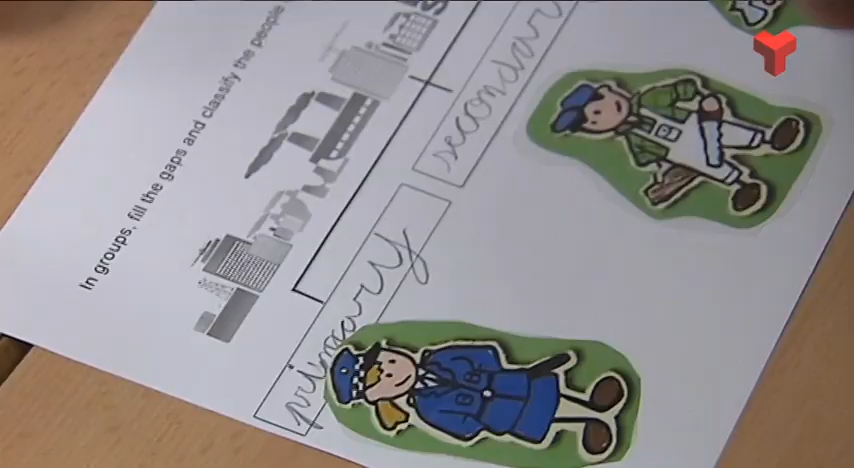 In groups, fill the gaps and classify the people
primary
secondary